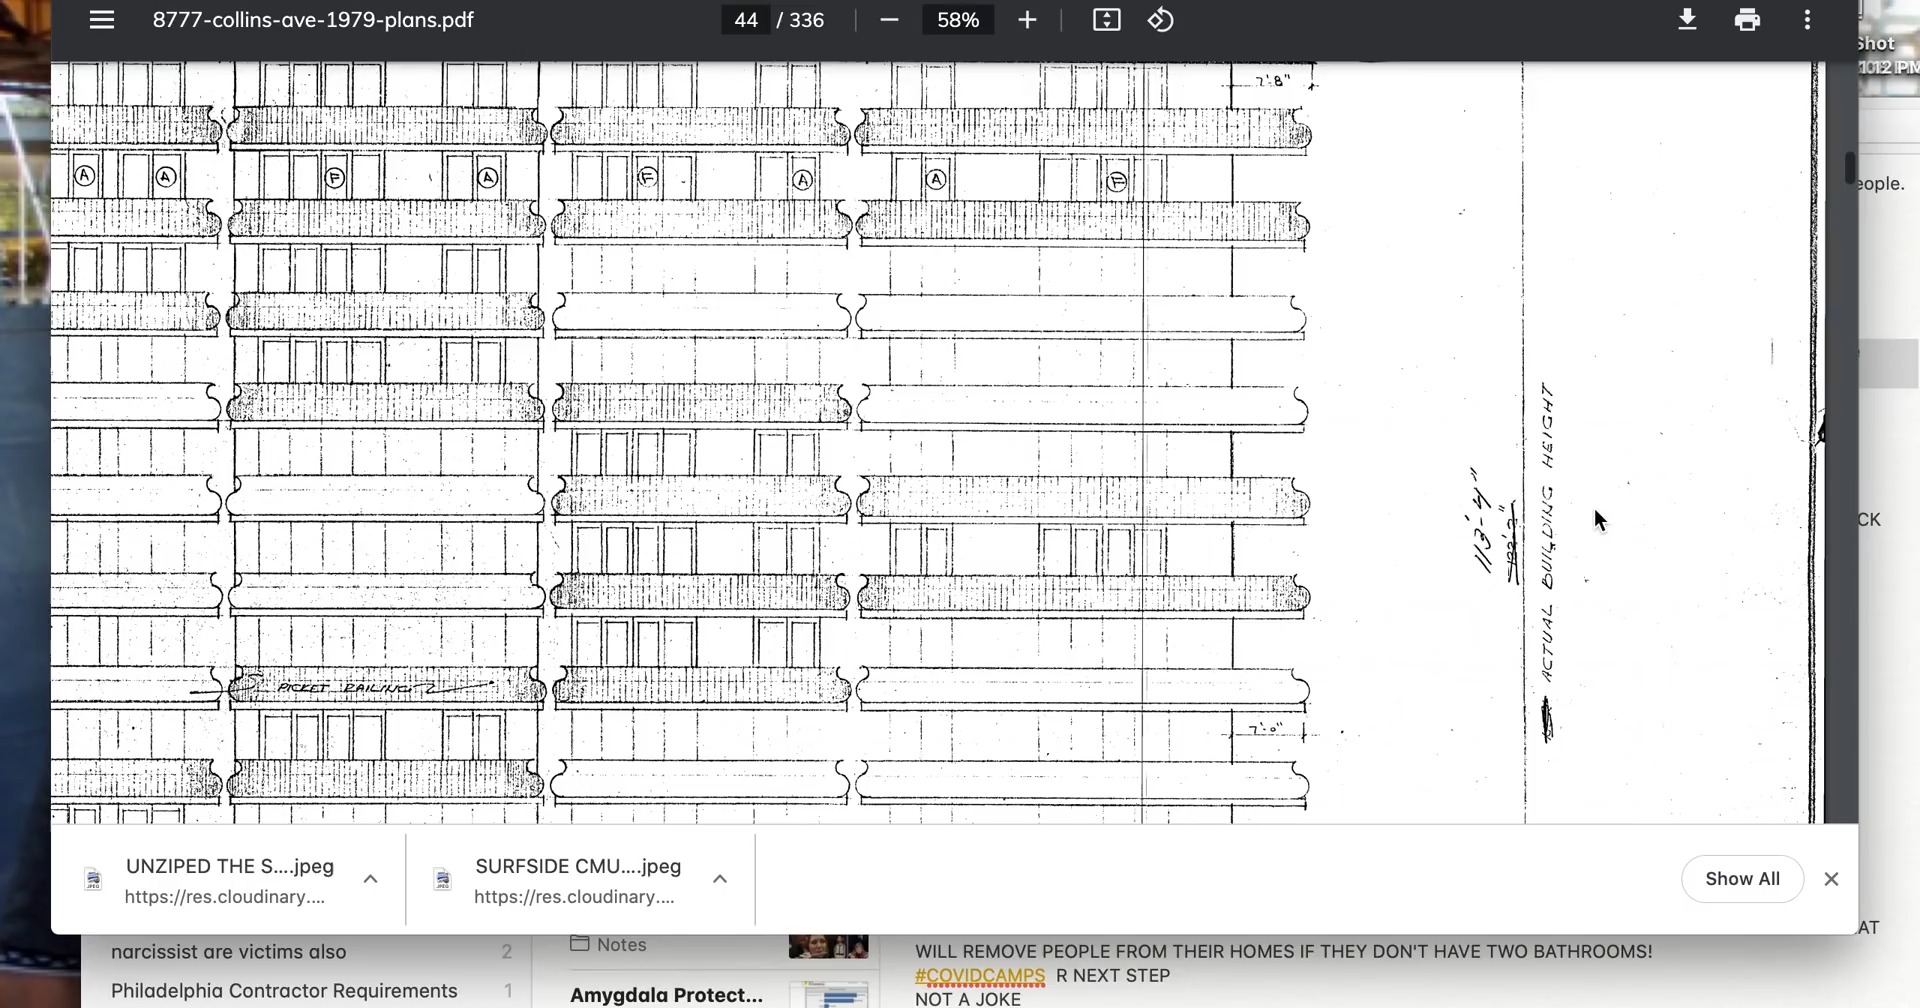 8777-collins-ave-1979-plans.pdf
44 / 336
58%
Shot
1.12 PM
7'-8"
A A F A F A A F
eople.
113'-4"
ACTUAL BUILDING HEIGHT
CK
PICKET RAILING
7'-0"
UNZIPED THE S....jpeg
https://res.cloudinary....
SURFSIDE CMU....jpeg
https://res.cloudinary....
Show All
AT
narcissist are victims also 2
Notes
WILL REMOVE PEOPLE FROM THEIR HOMES IF THEY DON'T HAVE TWO BATHROOMS!
#COVIDCAMPS R NEXT STEP
Philadelphia Contractor Requirements 1
Amygdala Protect...
NOT A JOKE